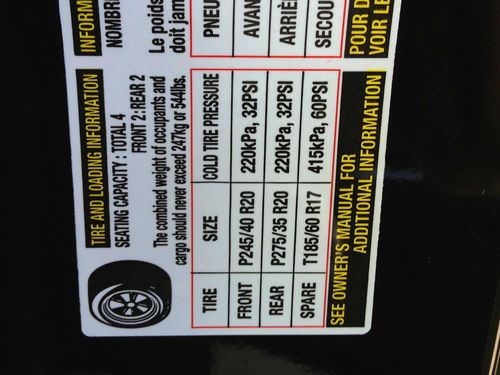 TIRE AND LOADING INFORMATION
SEATING CAPACITY : TOTAL 4
FRONT 2 : REAR 2
The combined weight of occupants and
cargo should never exceed 247kg or 544lbs.
TIRE SIZE COLD TIRE PRESSURE
FRONT P245/40 R20 220kPa, 32PSI
REAR P275/35 R20 220kPa, 32PSI
SPARE T185/60 R17 415kPa, 60PSI
SEE OWNER'S MANUAL FOR
ADDITIONAL INFORMATION
INFORM
NOMBR
Le poids
doit jam
PNEU
AVAN
ARRIÈ
SECOU
POUR D
VOIR LE